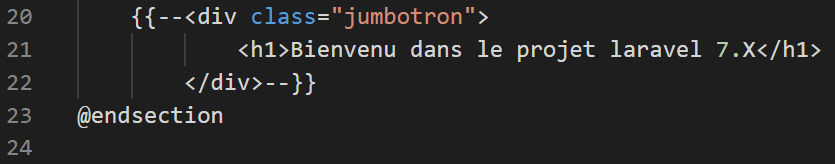 20 {{--<div class="jumbotron">
21 <h1>Bienvenu dans le projet laravel 7.X</h1>
22 </div>--}}
23 @endsection
24